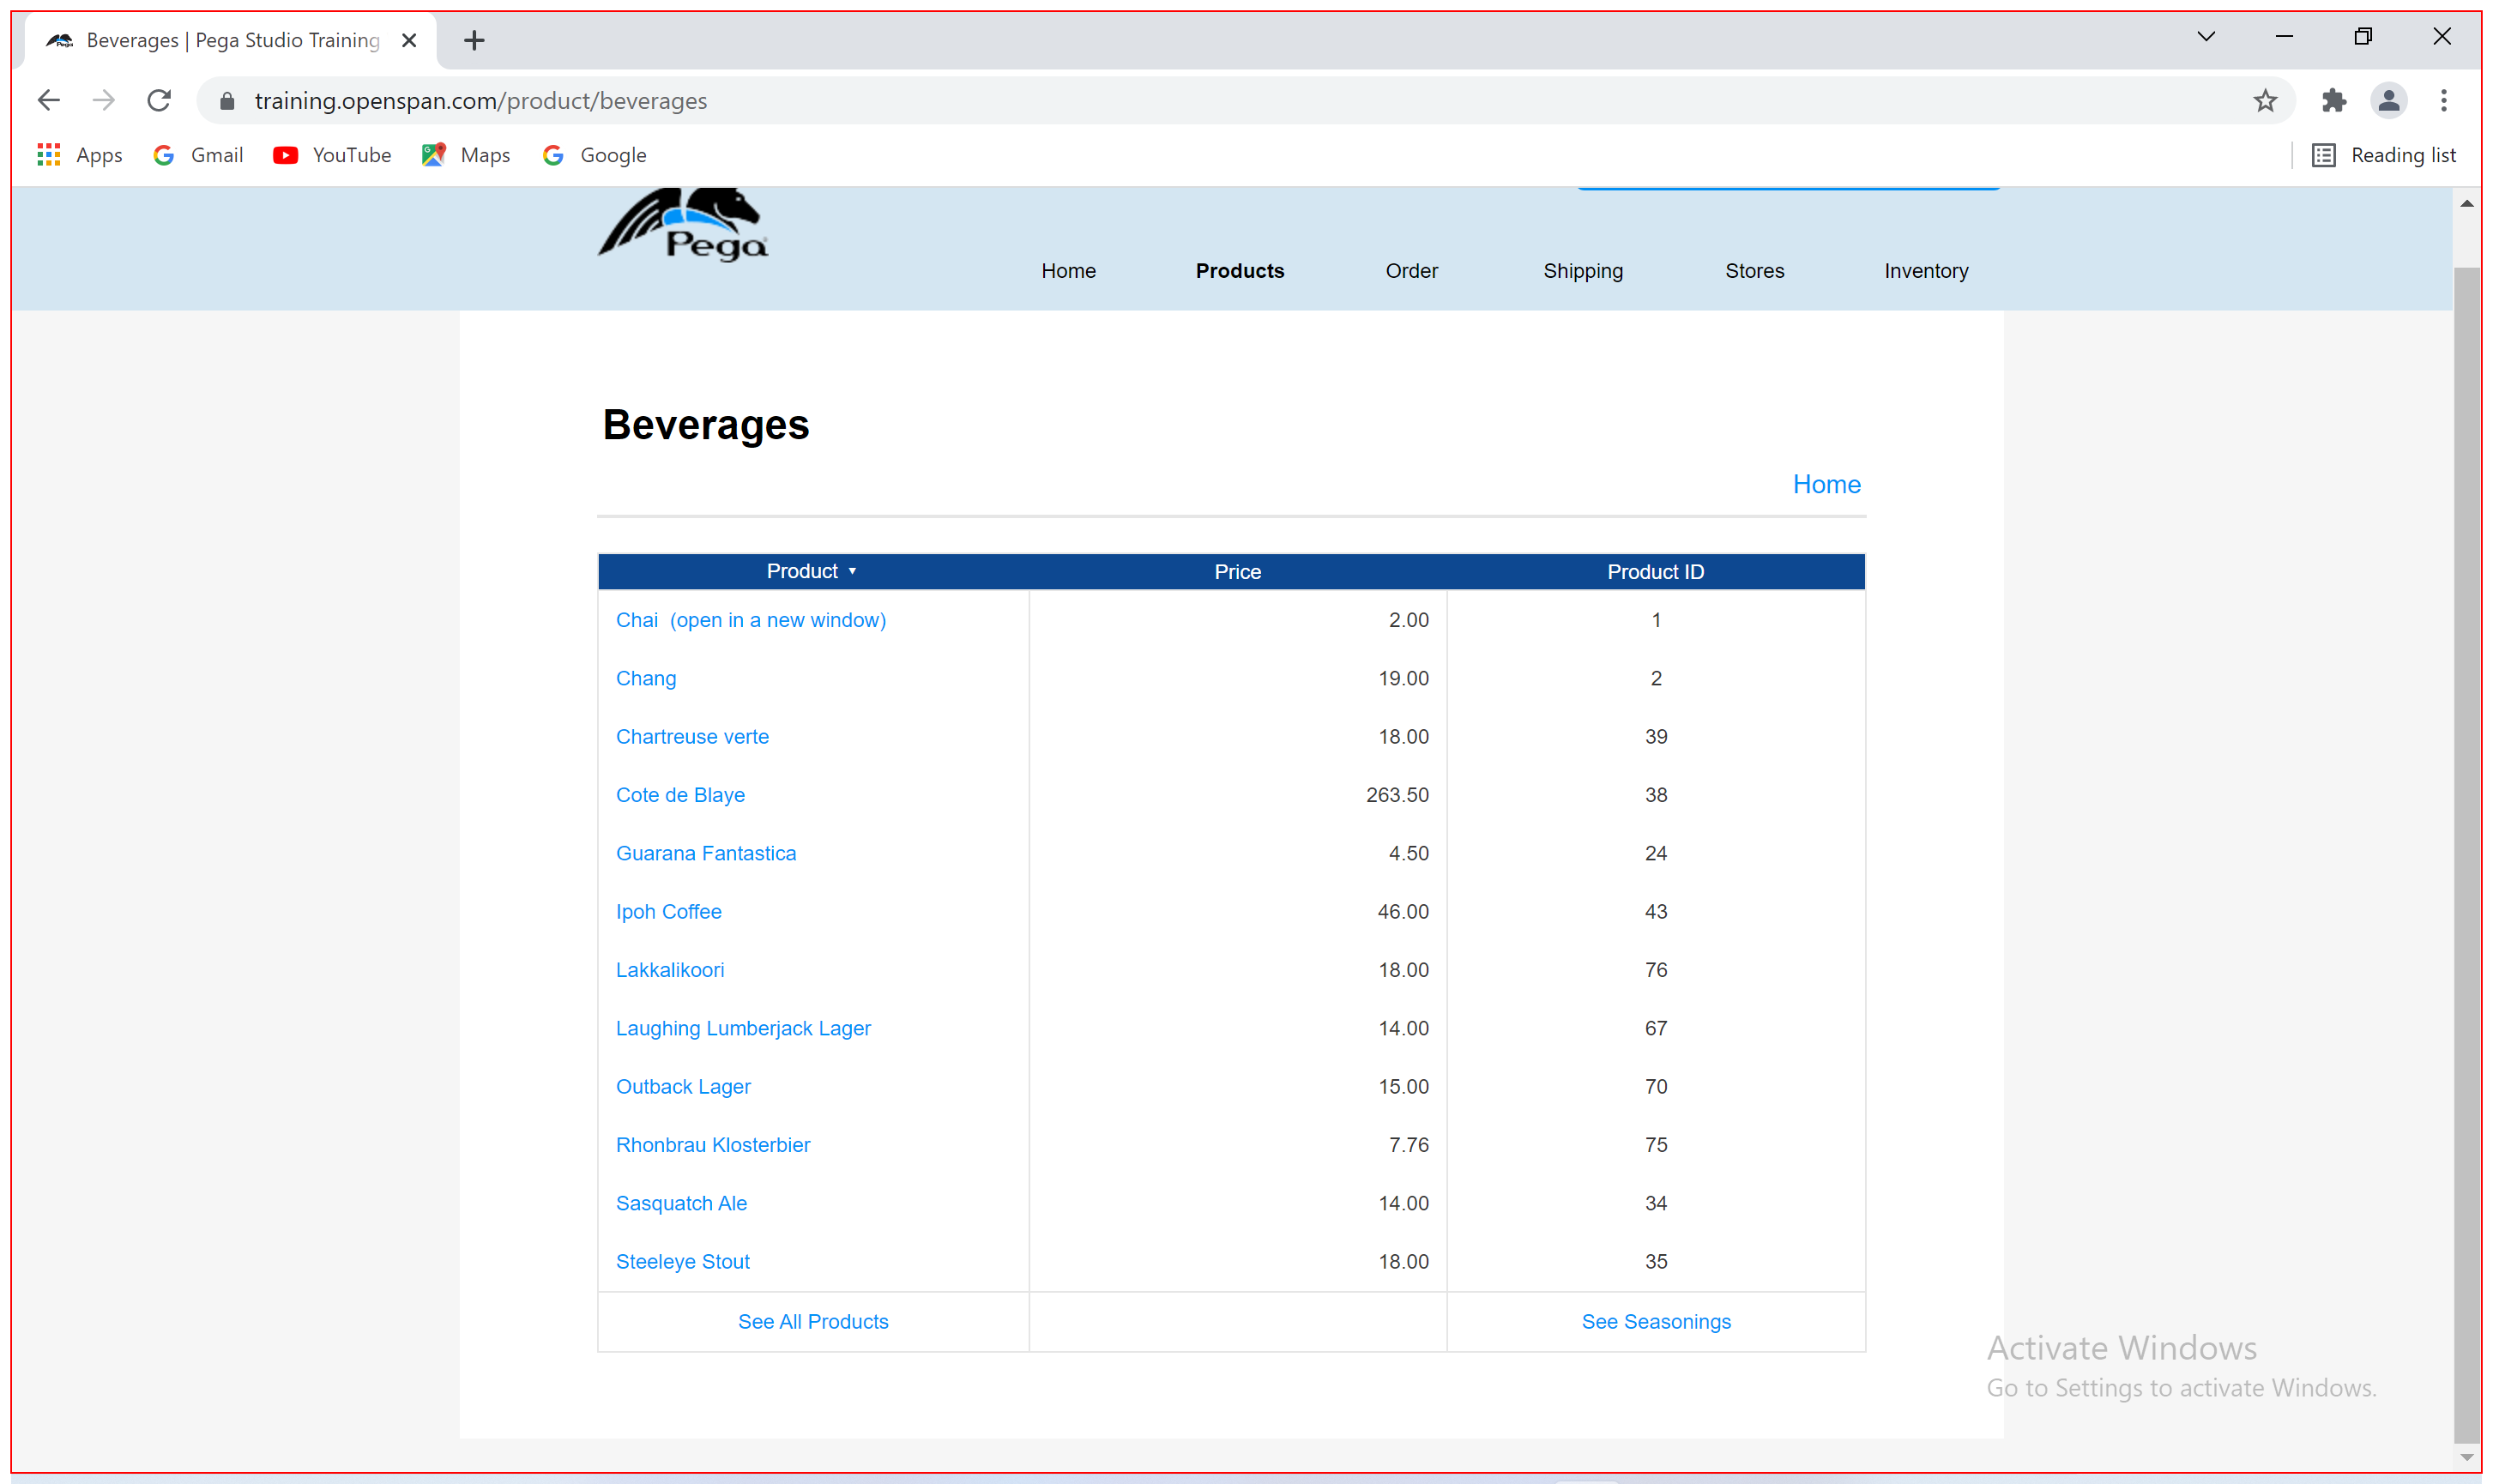 Beverages | Pega Studio Training
training.openspan.com/product/beverages
Apps Gmail YouTube Maps Google Reading list
Pega
Home Products Order Shipping Stores Inventory
Beverages
Home
Product ▼ Price Product ID
Chai (open in a new window) 2.00 1
Chang 19.00 2
Chartreuse verte 18.00 39
Cote de Blaye 263.50 38
Guarana Fantastica 4.50 24
Ipoh Coffee 46.00 43
Lakkalikoori 18.00 76
Laughing Lumberjack Lager 14.00 67
Outback Lager 15.00 70
Rhonbrau Klosterbier 7.76 75
Sasquatch Ale 14.00 34
Steeleye Stout 18.00 35
See All Products See Seasonings
Activate Windows
Go to Settings to activate Windows.